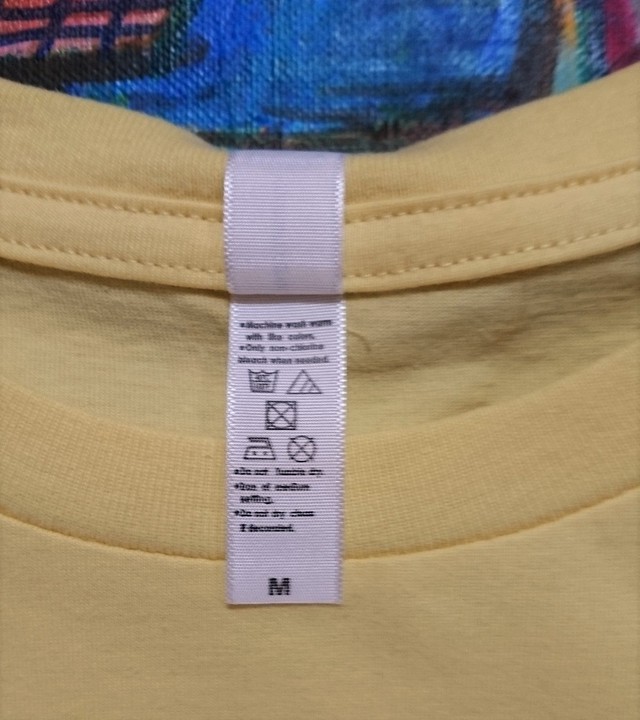 •Machine wash warm
with like colors.
•Only non-chlorine
bleach when needed.
•Do not tumble dry.
•Iron of medium
setting.
•Do not dry clean
if decorated.
M